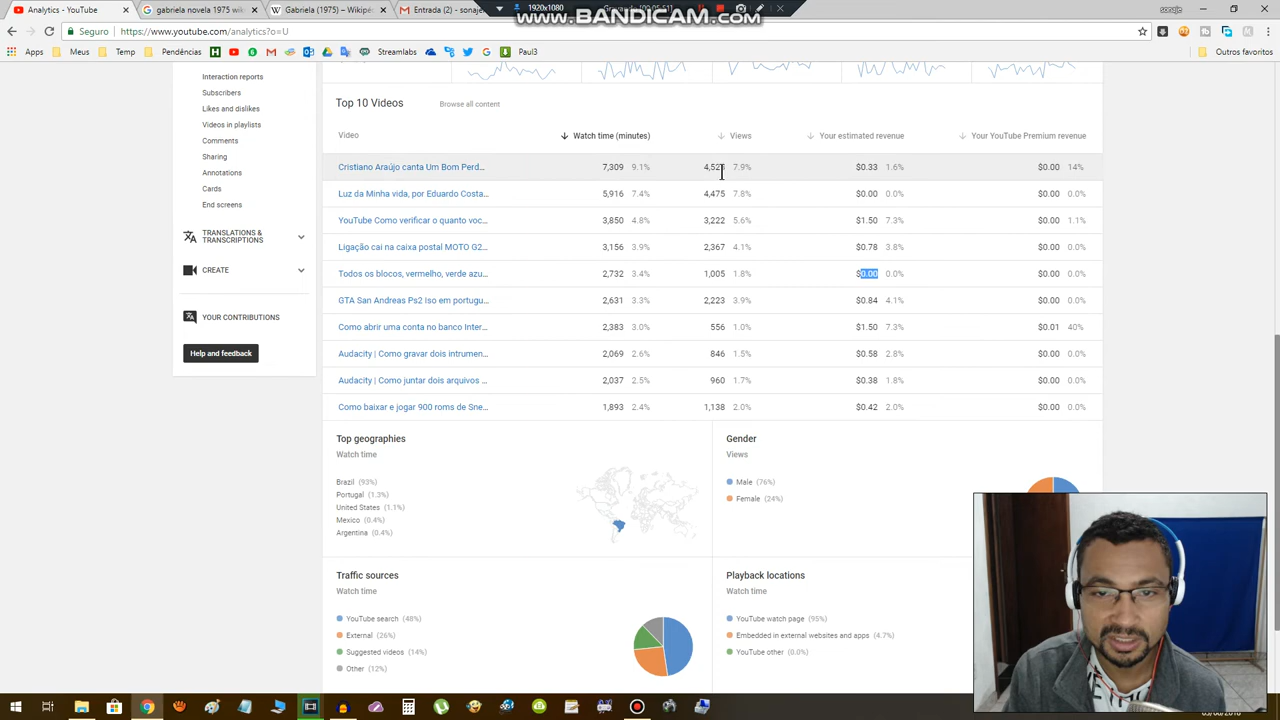 Analytics - YouTube
gabriela novela 1975 wiki
Gabriela (1975) – Wikipé
Entrada (2) - sonaje
1920x1080
Gravando [00:05:51]
www.BANDICAM.com
Seguro
https://www.youtube.com/analytics?o=U
Apps
Meus
Temp
Pendências
Streamlabs
Paul3
Outros favoritos
Interaction reports
Subscribers
Likes and dislikes
Videos in playlists
Comments
Sharing
Annotations
Cards
End screens
TRANSLATIONS &
TRANSCRIPTIONS
CREATE
YOUR CONTRIBUTIONS
Help and feedback
Top 10 Videos
Browse all content
Video
Watch time (minutes)
Views
Your estimated revenue
Your YouTube Premium revenue
Cristiano Araújo canta Um Bom Perd... 7,309 9.1% 7.9% $0.33 1.6% $0.00 14%
Luz da Minha vida, por Eduardo Costa... 5,916 7.4% 4,475 7.8% $0.00 0.0% $0.00 0.0%
YouTube Como verificar o quanto voc... 3,850 4.8% 3,222 5.6% $1.50 7.3% $0.00 1.1%
Ligação cai na caixa postal MOTO G2... 3,156 3.9% 2,367 4.1% $0.78 3.8% $0.00 0.0%
Todos os blocos, vermelho, verde azu... 2,732 3.4% 1,005 1.8% $0.00 0.0% $0.00 0.0%
GTA San Andreas Ps2 Iso em portugu... 2,631 3.3% 2,223 3.9% $0.84 4.1% $0.00 0.0%
Como abrir uma conta no banco Inter... 2,383 3.0% 556 1.0% $1.50 7.3% $0.01 40%
Audacity | Como gravar dois intrumen... 2,069 2.6% 846 1.5% $0.58 2.8% $0.00 0.0%
Audacity | Como juntar dois arquivos ... 2,037 2.5% 960 1.7% $0.38 1.8% $0.00 0.0%
Como baixar e jogar 900 roms de Sne... 1,893 2.4% 1,138 2.0% $0.42 2.0% $0.00 0.0%
Top geographies
Watch time
Brazil (93%)
Portugal (1.3%)
United States (1.1%)
Mexico (0.4%)
Argentina (0.4%)
Gender
Views
Male (76%)
Female (24%)
Traffic sources
Watch time
YouTube search (48%)
External (26%)
Suggested videos (14%)
Other (12%)
Playback locations
Watch time
YouTube watch page (95%)
Embedded in external websites and apps (4.7%)
YouTube other (0.0%)